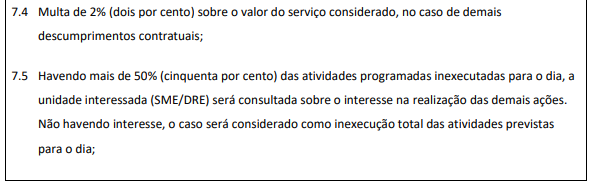 7.4 Multa de 2% (dois por cento) sobre o valor do serviço considerado, no caso de demais
descumprimentos contratuais;
7.5 Havendo mais de 50% (cinquenta por cento) das atividades programadas inexecutadas para o dia, a
unidade interessada (SME/DRE) será consultada sobre o interesse na realização das demais ações.
Não havendo interesse, o caso será considerado como inexecução total das atividades previstas
para o dia;